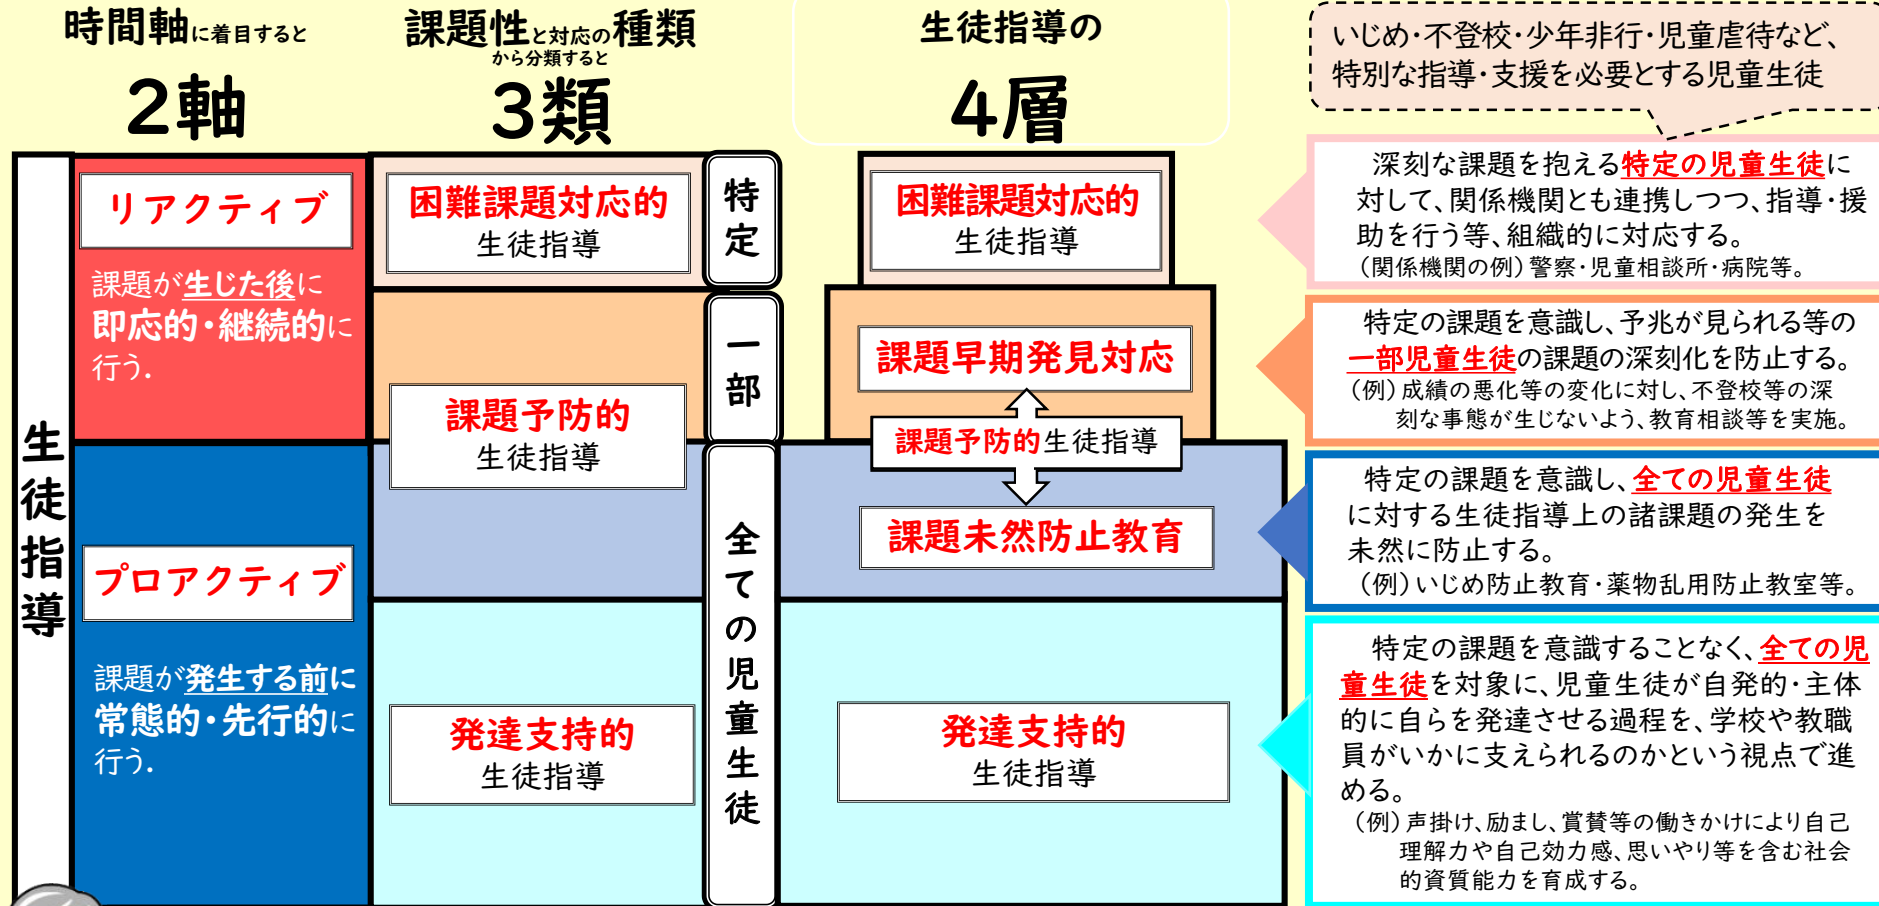 時間軸に着目すると
2軸
課題性と対応の種類
から分類すると
3類
生徒指導の
4層
いじめ・不登校・少年非行・児童虐待など、
特別な指導・支援を必要とする児童生徒
生徒指導
リアクティブ
課題が生じた後に
即応的・継続的に
行う.
プロアクティブ
課題が発生する前に
常態的・先行的に
行う.
困難課題対応的
生徒指導
課題予防的
生徒指導
発達支持的
生徒指導
特定
一部
全ての児童生徒
困難課題対応的
生徒指導
課題早期発見対応
課題予防的生徒指導
課題未然防止教育
発達支持的
生徒指導
深刻な課題を抱える特定の児童生徒に
対して、関係機関とも連携しつつ、指導・援
助を行う等、組織的に対応する。
(関係機関の例)警察・児童相談所・病院等。
特定の課題を意識し、予兆が見られる等の
一部児童生徒の課題の深刻化を防止する。
(例)成績の悪化等の変化に対し、不登校等の深
刻な事態が生じないよう、教育相談等を実施。
特定の課題を意識し、全ての児童生徒
に対する生徒指導上の諸課題の発生を
未然に防止する。
(例)いじめ防止教育・薬物乱用防止教室等。
特定の課題を意識することなく、全ての児
童生徒を対象に、児童生徒が自発的・主体
的に自らを発達させる過程を、学校や教職
員がいかに支えられるのかという視点で進
める。
(例)声掛け、励まし、賞賛等の働きかけにより自己
理解力や自己効力感、思いやり等を含む社会
的資質能力を育成する。